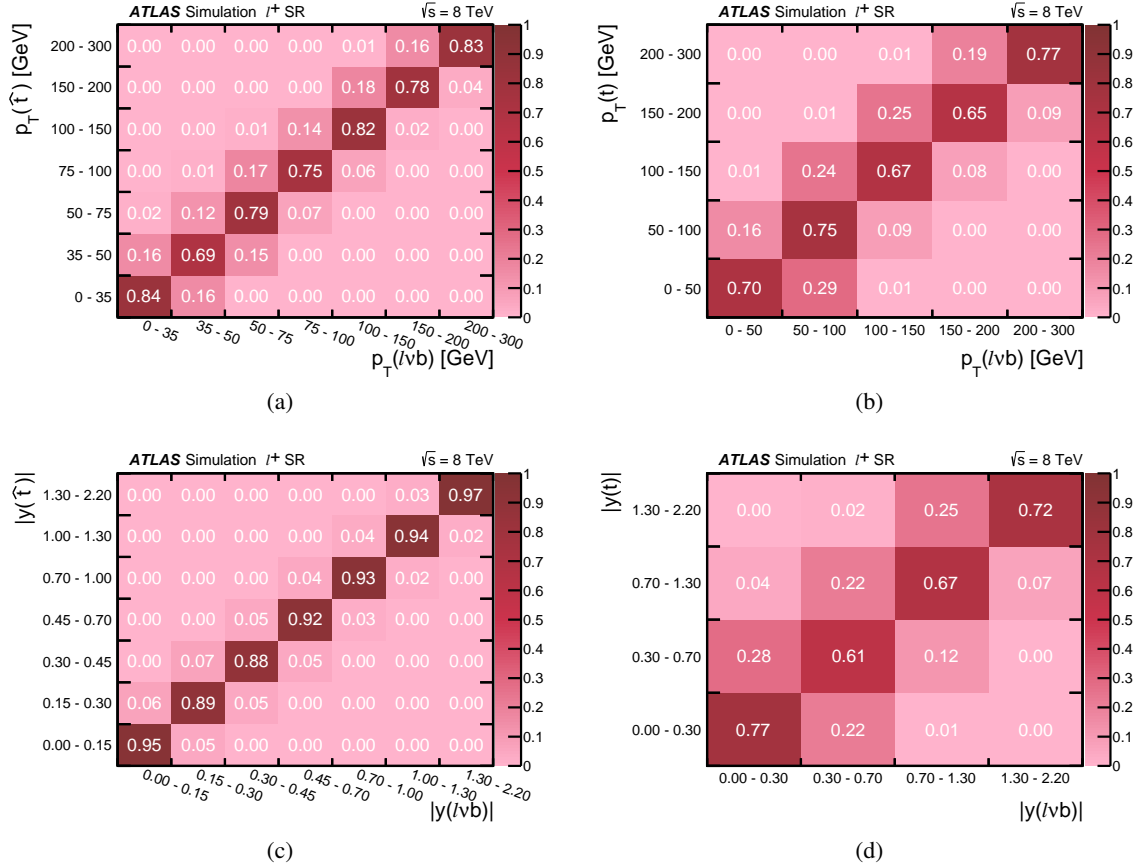 ATLAS Simulation l+ SR √s = 8 TeV
p_T(t̂) [GeV]
200 - 300 0.00 0.00 0.00 0.00 0.01 0.16 0.83
150 - 200 0.00 0.00 0.00 0.00 0.18 0.78 0.04
100 - 150 0.00 0.00 0.01 0.14 0.82 0.02 0.00
75 - 100 0.00 0.01 0.17 0.75 0.06 0.00 0.00
50 - 75 0.02 0.12 0.79 0.07 0.00 0.00 0.00
35 - 50 0.16 0.69 0.15 0.00 0.00 0.00 0.00
0 - 35 0.84 0.16 0.00 0.00 0.00 0.00 0.00
0 - 35 35 - 50 50 - 75 75 - 100 100 - 150 150 - 200 200 - 300
p_T(lνb) [GeV]
1
0.9
0.8
0.7
0.6
0.5
0.4
0.3
0.2
0.1
0
(a)
ATLAS Simulation l+ SR √s = 8 TeV
p_T(t) [GeV]
200 - 300 0.00 0.00 0.01 0.19 0.77
150 - 200 0.00 0.01 0.25 0.65 0.09
100 - 150 0.01 0.24 0.67 0.08 0.00
50 - 100 0.16 0.75 0.09 0.00 0.00
0 - 50 0.70 0.29 0.01 0.00 0.00
0 - 50 50 - 100 100 - 150 150 - 200 200 - 300
p_T(lνb) [GeV]
1
0.9
0.8
0.7
0.6
0.5
0.4
0.3
0.2
0.1
0
(b)
ATLAS Simulation l+ SR √s = 8 TeV
|y(t̂)|
1.30 - 2.20 0.00 0.00 0.00 0.00 0.00 0.03 0.97
1.00 - 1.30 0.00 0.00 0.00 0.00 0.04 0.94 0.02
0.70 - 1.00 0.00 0.00 0.00 0.04 0.93 0.02 0.00
0.45 - 0.70 0.00 0.00 0.05 0.92 0.03 0.00 0.00
0.30 - 0.45 0.00 0.07 0.88 0.05 0.00 0.00 0.00
0.15 - 0.30 0.06 0.89 0.05 0.00 0.00 0.00 0.00
0.00 - 0.15 0.95 0.05 0.00 0.00 0.00 0.00 0.00
0.00 - 0.15 0.15 - 0.30 0.30 - 0.45 0.45 - 0.70 0.70 - 1.00 1.00 - 1.30 1.30 - 2.20
|y(lνb)|
1
0.9
0.8
0.7
0.6
0.5
0.4
0.3
0.2
0.1
0
(c)
ATLAS Simulation l+ SR √s = 8 TeV
|y(t)|
1.30 - 2.20 0.00 0.02 0.25 0.72
0.70 - 1.30 0.04 0.22 0.67 0.07
0.30 - 0.70 0.28 0.61 0.12 0.00
0.00 - 0.30 0.77 0.22 0.01 0.00
0.00 - 0.30 0.30 - 0.70 0.70 - 1.30 1.30 - 2.20
|y(lνb)|
1
0.9
0.8
0.7
0.6
0.5
0.4
0.3
0.2
0.1
0
(d)